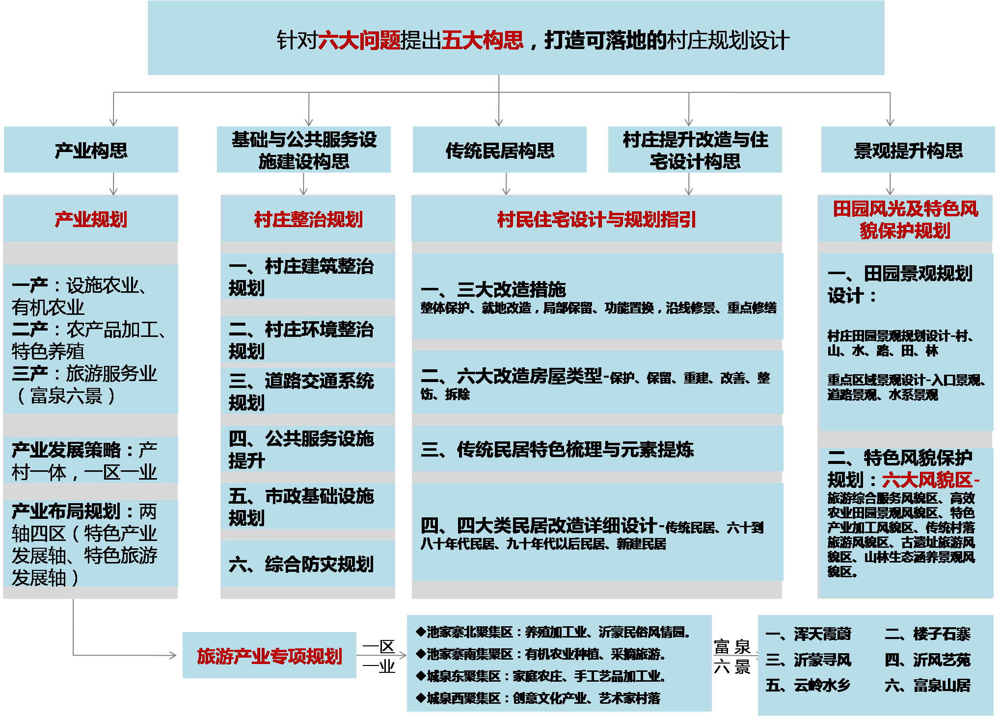 针对六大问题提出五大构思，打造可落地的村庄规划设计
产业构思
基础与公共服务设
施建设构思
传统民居构思
村庄提升改造与住
宅设计构思
景观提升构思
产业规划
一产：设施农业、
有机农业
二产：农产品加工、
特色养殖
三产：旅游服务业
（富泉六景）
产业发展策略：产
村一体，一区一业
产业布局规划：两
轴四区（特色产业
发展轴、特色旅游
发展轴）
村庄整治规划
一、村庄建筑整治
规划
二、村庄环境整治
规划
三、道路交通系统
规划
四、公共服务设施
提升
五、市政基础设施
规划
六、综合防灾规划
村民住宅设计与规划指引
一、三大改造措施
整体保护、就地改造，局部保留、功能置换，沿线修景、重点修缮
二、六大改造房屋类型-保护、保留、重建、改善、整
饬、拆除
三、传统民居特色梳理与元素提炼
四、四大类民居改造详细设计-传统民居、六十到
八十年代民居、九十年代以后民居、新建民居
田园风光及特色风
貌保护规划
一、田园景观规划
设计：
村庄田园景观规划设计-村、
山、水、路、田、林
重点区域景观设计-入口景观、
道路景观、水系景观
二、特色风貌保护
规划：六大风貌区-
旅游综合服务风貌区、高效
农业田园景观风貌区、特色
产业加工风貌区、传统村落
旅游风貌区、古遗址旅游风
貌区、山林生态涵养景观风
貌区。
旅游产业专项规划
一区
一业
◆池家寨北聚集区：养殖加工业、沂蒙民俗风情园。
◆池家寨南集聚区：有机农业种植、采摘旅游。
◆城泉东聚集区：家庭农庄、手工艺品加工业。
◆城泉西聚集区：创意文化产业、艺术家村落
富泉
六景
一、浑天霞蔚 二、楼子石寨
三、沂蒙寻风 四、沂风艺苑
五、云岭水乡 六、富泉山居